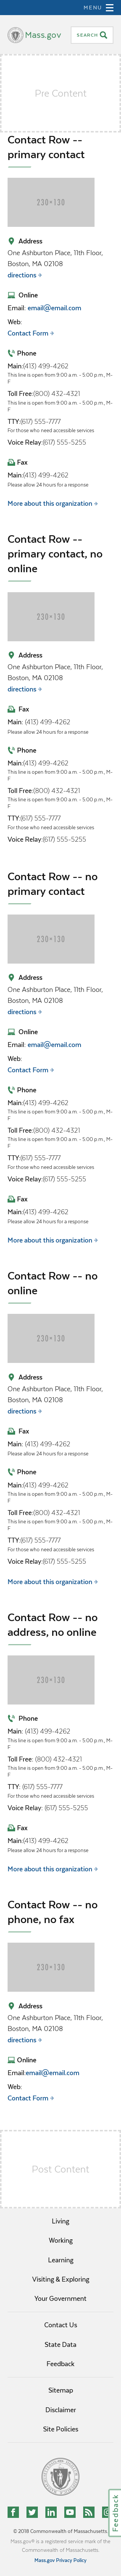 MENU
Mass.gov
SEARCH
Pre Content
Contact Row --
primary contact
230×130
Address
One Ashburton Place, 11th Floor,
Boston, MA 02108
directions
Online
Email: email@email.com
Web:
Contact Form
Phone
Main:(413) 499-4262
This line is open from 9:00 a.m. - 5:00 p.m., M-
F
Toll Free:(800) 432-4321
TTY:(617) 555-7777
For those who need accessible services
Voice Relay:(617) 555-5255
Fax
Main:(413) 499-4262
Please allow 24 hours for a response
More about this organization
Contact Row --
primary contact, no
online
230×130
Address
One Ashburton Place, 11th Floor,
Boston, MA 02108
directions
Fax
Main: (413) 499-4262
Please allow 24 hours for a response
Phone
Main:(413) 499-4262
This line is open from 9:00 a.m. - 5:00 p.m., M-
F
Toll Free:(800) 432-4321
This line is open from 9:00 a.m. - 5:00 p.m., M-
F
TTY:(617) 555-7777
For those who need accessible services
Voice Relay:(617) 555-5255
Contact Row -- no
primary contact
230×130
Address
One Ashburton Place, 11th Floor,
Boston, MA 02108
directions
Online
Email: email@email.com
Web:
Contact Form
Phone
Main:(413) 499-4262
This line is open from 9:00 a.m. - 5:00 p.m., M-
F
Toll Free:(800) 432-4321
This line is open from 9:00 a.m. - 5:00 p.m., M-
F
TTY:(617) 555-7777
For those who need accessible services
Voice Relay:(617) 555-5255
Fax
Main:(413) 499-4262
Please allow 24 hours for a response
More about this organization
Contact Row -- no
online
230×130
Address
One Ashburton Place, 11th Floor,
Boston, MA 02108
directions
Fax
Main: (413) 499-4262
Please allow 24 hours for a response
Phone
Main:(413) 499-4262
This line is open from 9:00 a.m. - 5:00 p.m., M-
F
Toll Free:(800) 432-4321
This line is open from 9:00 a.m. - 5:00 p.m., M-
F
TTY:(617) 555-7777
For those who need accessible services
Voice Relay:(617) 555-5255
More about this organization
Contact Row -- no
address, no online
230×130
Phone
Main: (413) 499-4262
This line is open from 9:00 a.m. - 5:00 p.m., M-
F
Toll Free: (800) 432-4321
This line is open from 9:00 a.m. - 5:00 p.m., M-
F
TTY: (617) 555-7777
For those who need accessible services
Voice Relay: (617) 555-5255
Fax
Main:(413) 499-4262
Please allow 24 hours for a response
More about this organization
Contact Row -- no
phone, no fax
230×130
Address
One Ashburton Place, 11th Floor,
Boston, MA 02108
directions
Online
Email:email@email.com
Web:
Contact Form
Post Content
Living
Working
Learning
Visiting & Exploring
Your Government
Contact Us
State Data
Feedback
Sitemap
Disclaimer
Site Policies
Feedback
© 2018 Commonwealth of Massachusetts.
Mass.gov® is a registered service mark of the
Commonwealth of Massachusetts.
Mass.gov Privacy Policy